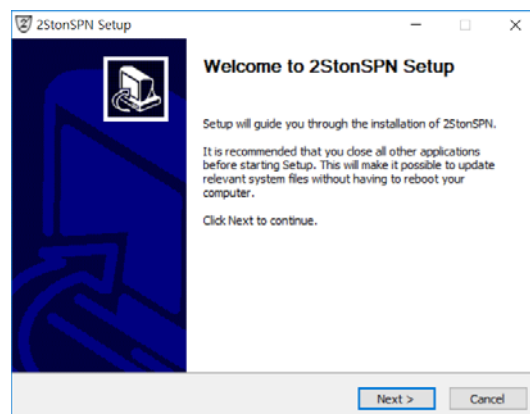 2StonSPN Setup
Welcome to 2StonSPN Setup
Setup will guide you through the installation of 2StonSPN.
It is recommended that you close all other applications
before starting Setup. This will make it possible to update
relevant system files without having to reboot your
computer.
Click Next to continue.
Next >
Cancel